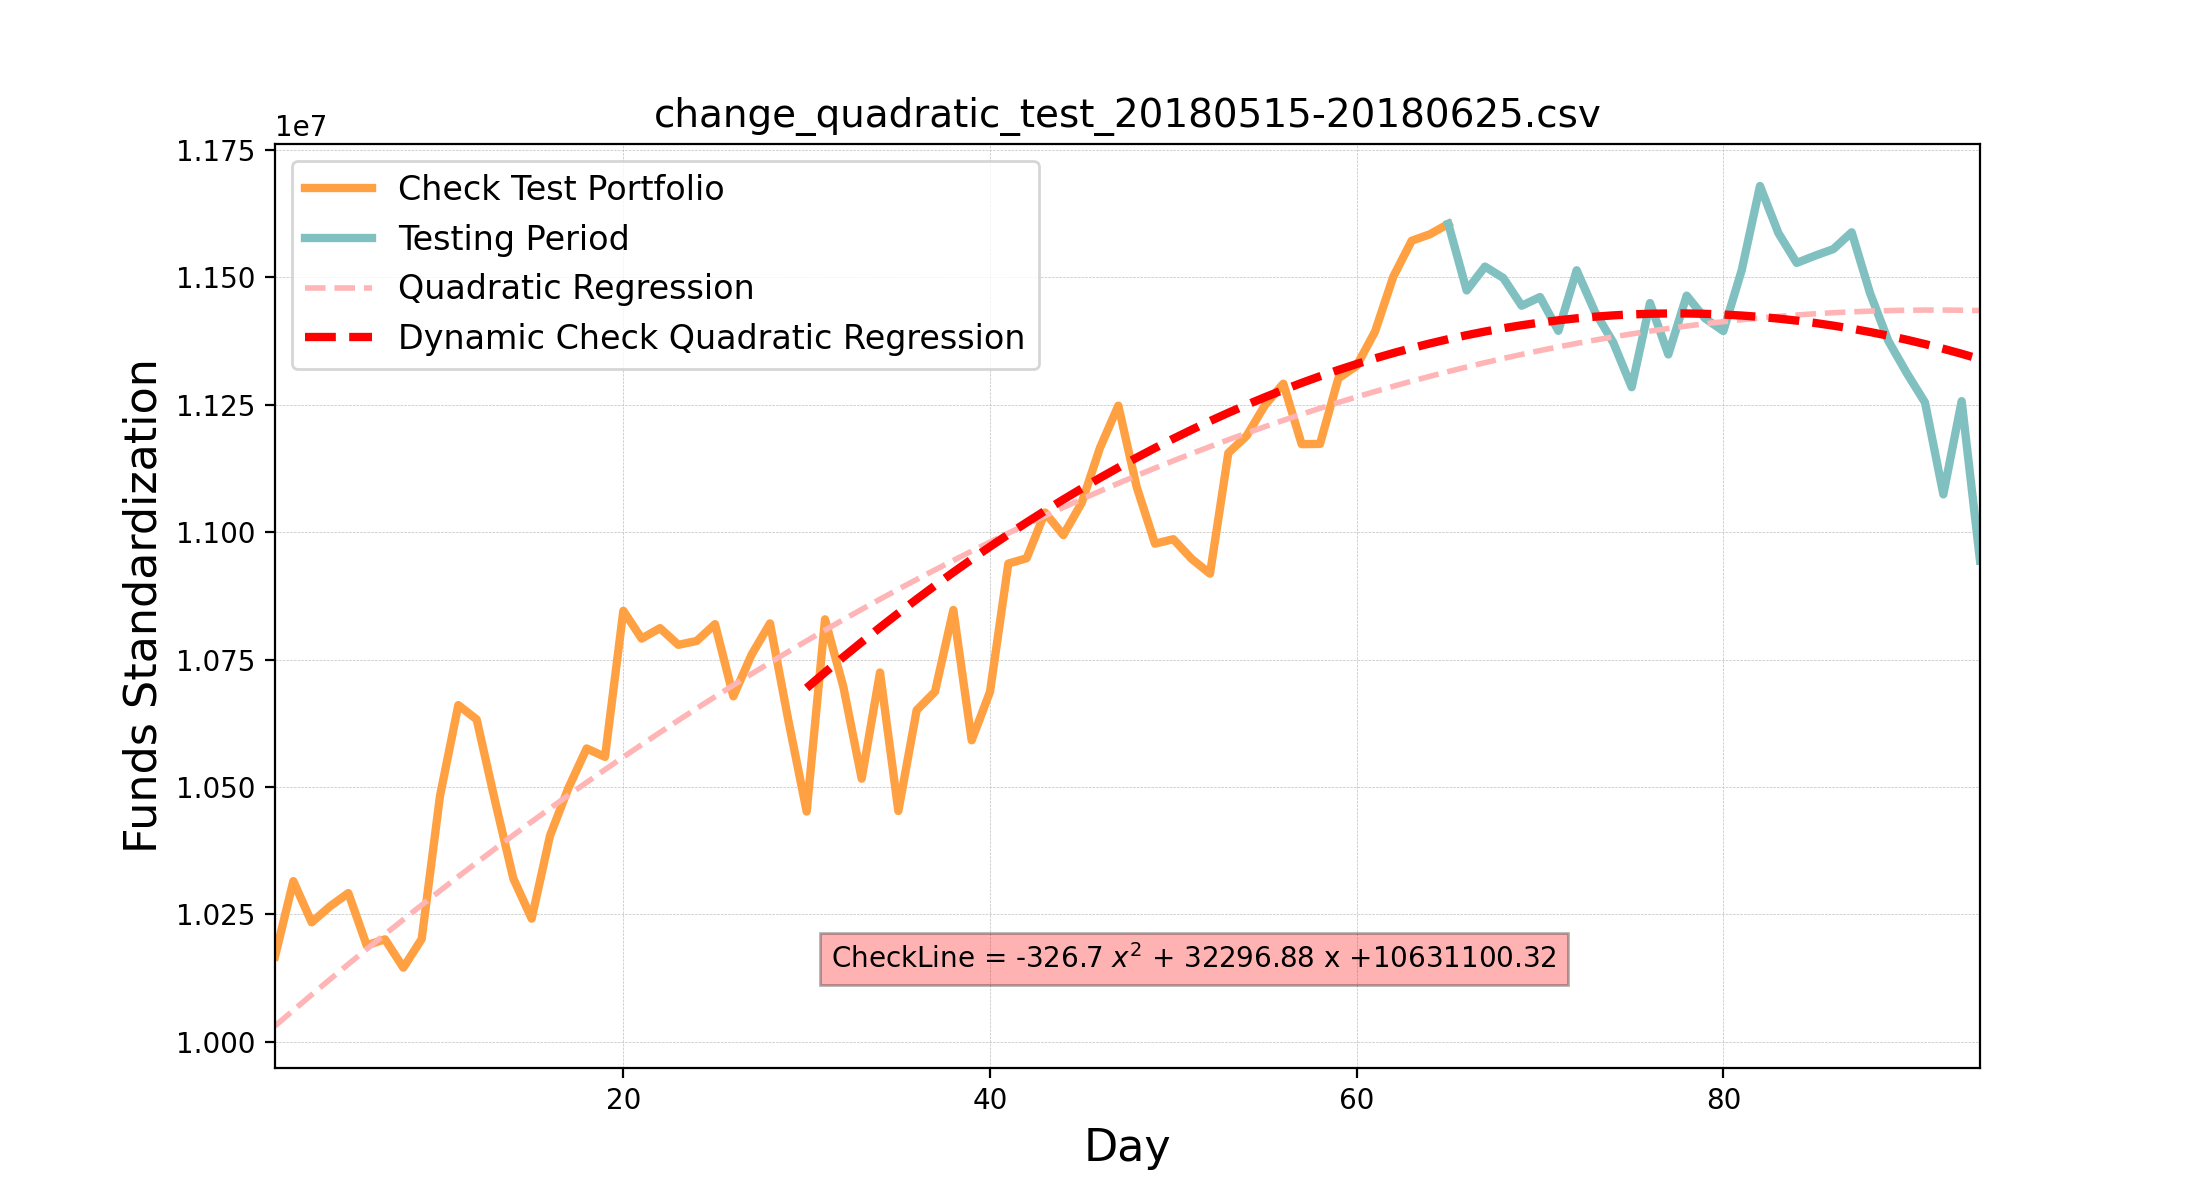 change_quadratic_test_20180515-20180625.csv
1e7
1.175
1.150
1.125
1.100
1.075
1.050
1.025
1.000
Funds Standardization
Check Test Portfolio
Testing Period
Quadratic Regression
Dynamic Check Quadratic Regression
CheckLine = -326.7 x² + 32296.88 x +10631100.32
20 40 60 80
Day